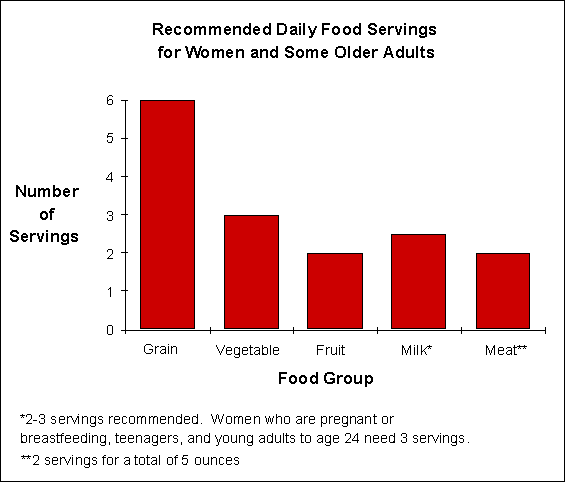 Recommended Daily Food Servings
for Women and Some Older Adults
6
5
4
3
2
1
0
Number
of
Servings
Grain
Vegetable
Fruit
Milk*
Meat**
Food Group
*2-3 servings recommended. Women who are pregnant or
breastfeeding, teenagers, and young adults to age 24 need 3 servings.
**2 servings for a total of 5 ounces